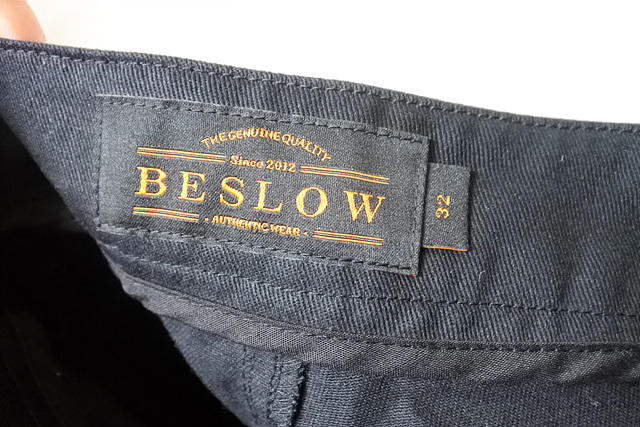 THE GENUINE QUALITY
Since 2012
BESLOW
• AUTHENTIC WEAR •
32